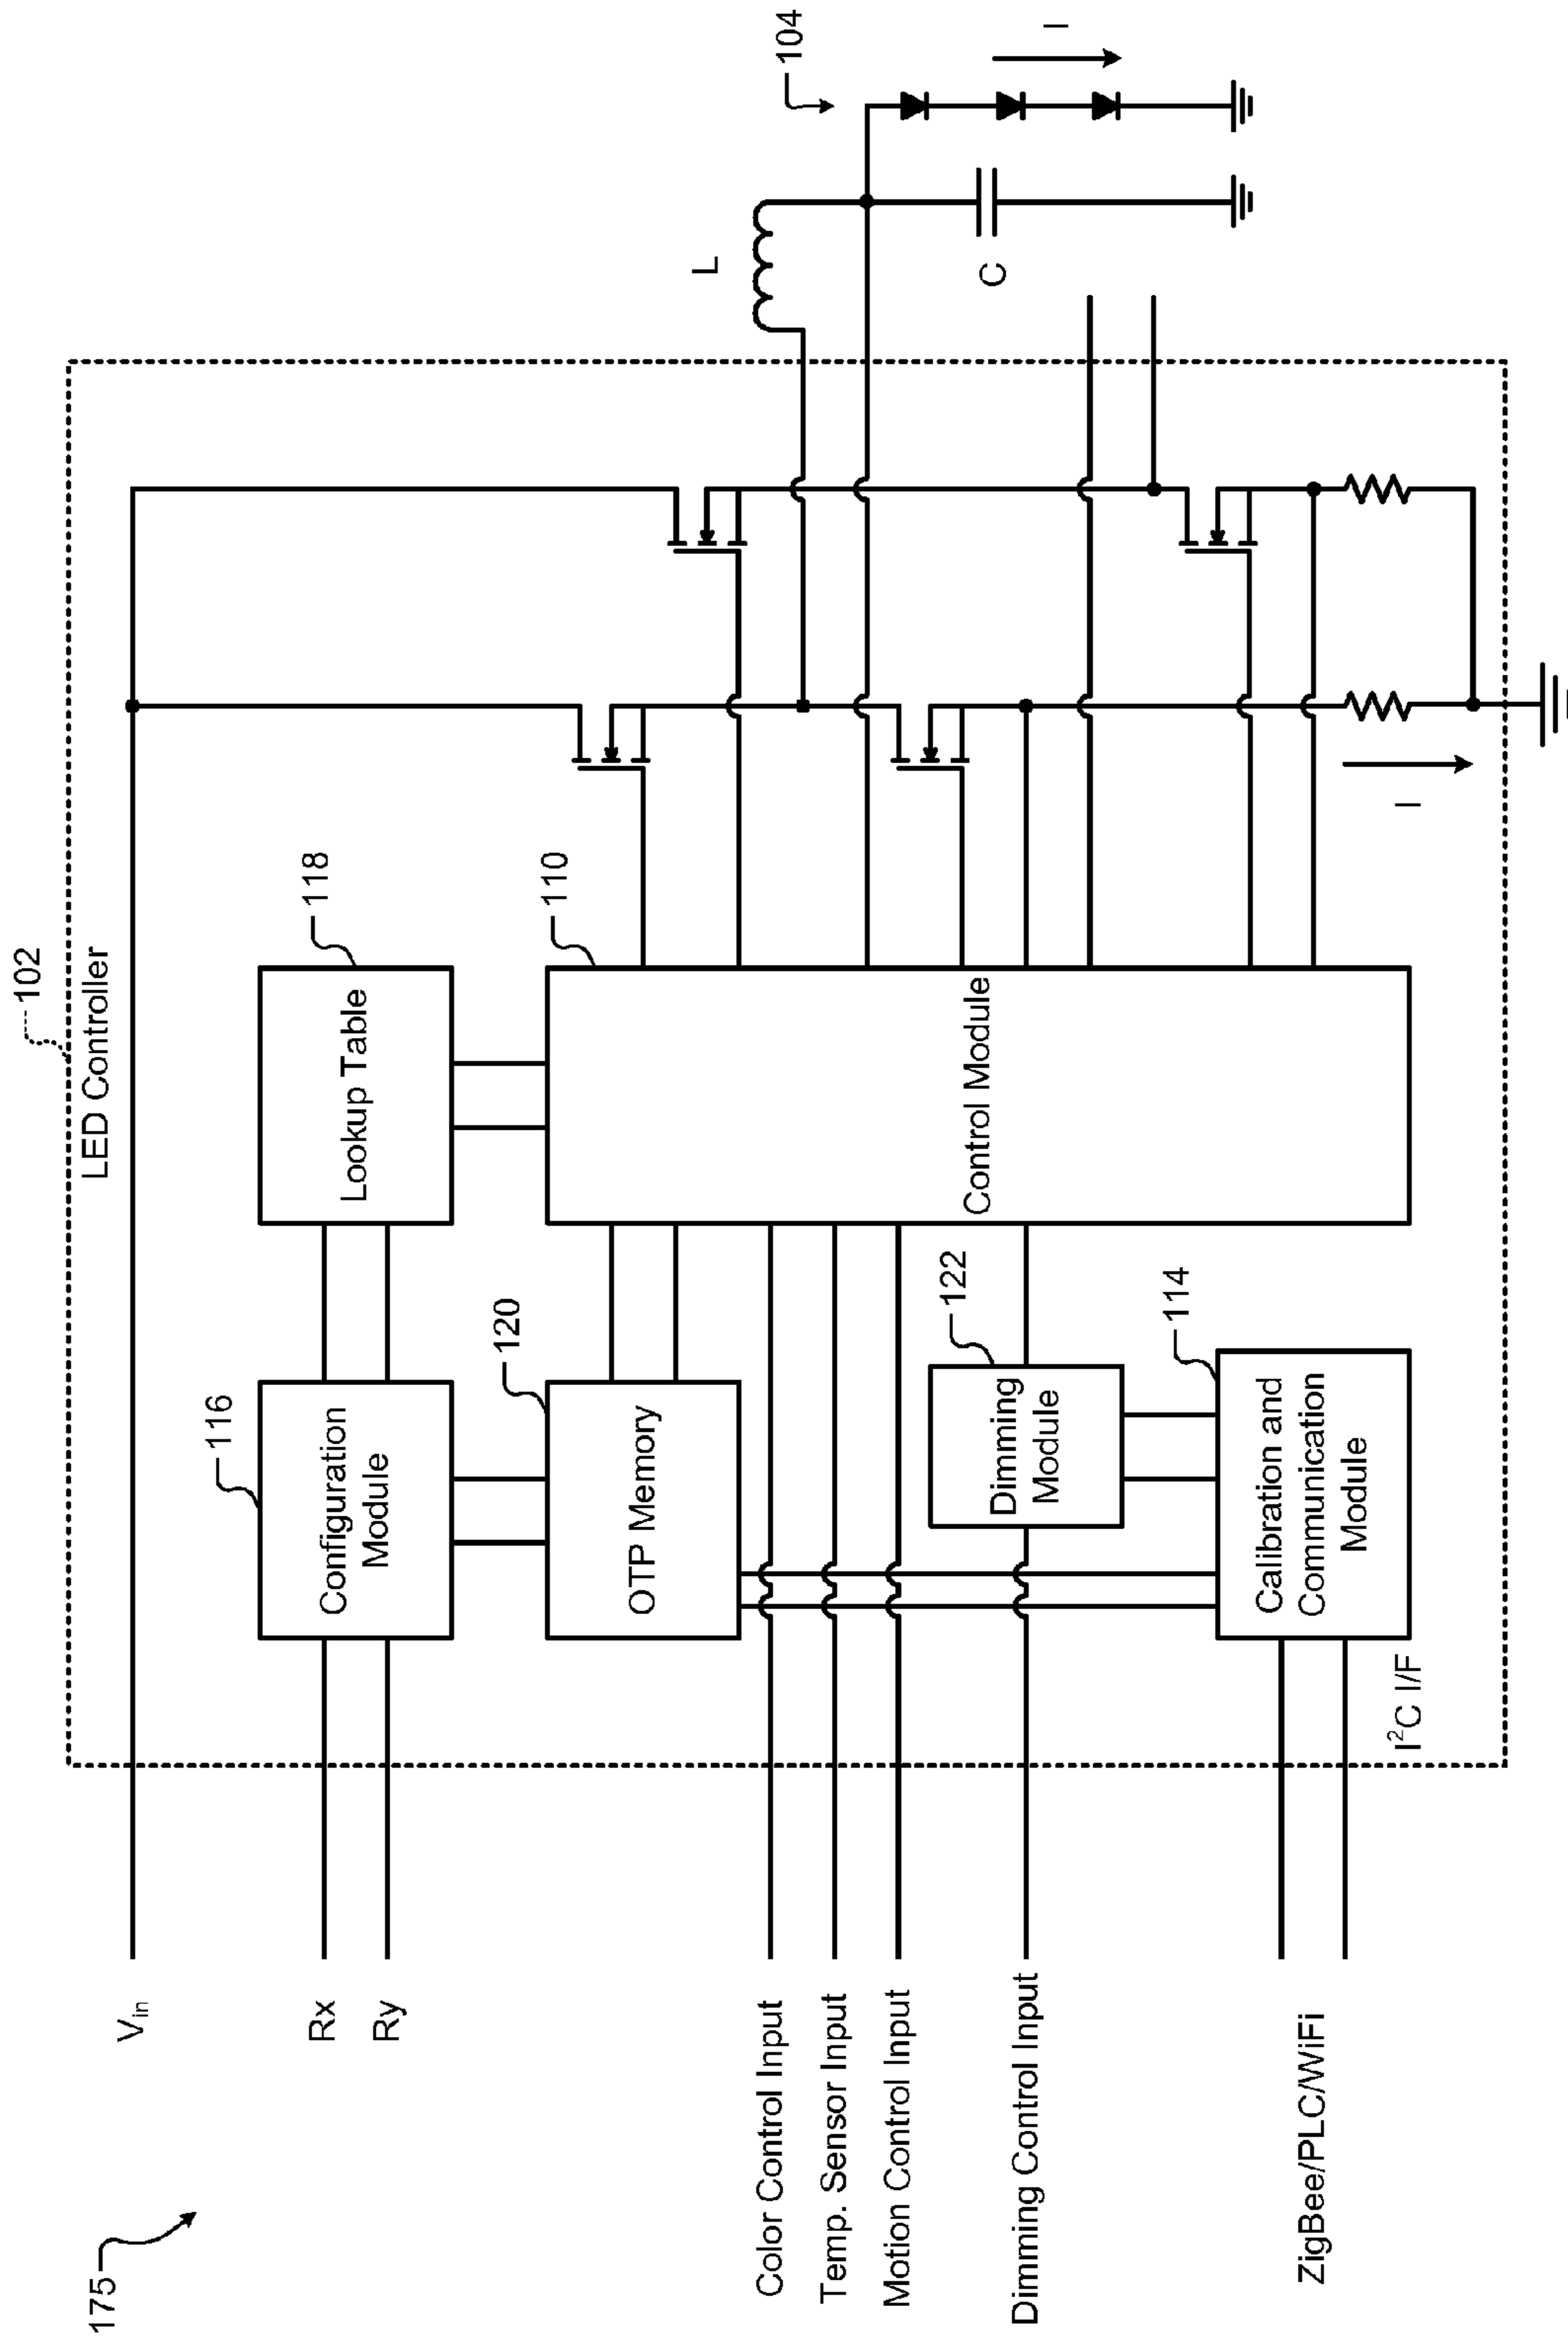 175
102
LED Controller
V_in
Rx
Ry
116
Configuration
Module
Lookup Table
118
120
OTP Memory
110
Control Module
Color Control Input
Temp. Sensor Input
Motion Control Input
Dimming Control Input
122
Dimming
Module
114
Calibration and
Communication
Module
I²C I/F
ZigBee/PLC/WiFi
L
C
104
I
I